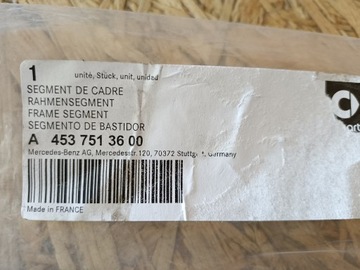 1 unité, Stück, unit, unidad
SEGMENT DE CADRE
RAHMENSEGMENT
FRAME SEGMENT
SEGMENTO DE BASTIDOR
A 453 751 36 00
Mercedes-Benz AG, Mercedesstr. 120, 70372 Stuttgart, Germany
Made in FRANCE